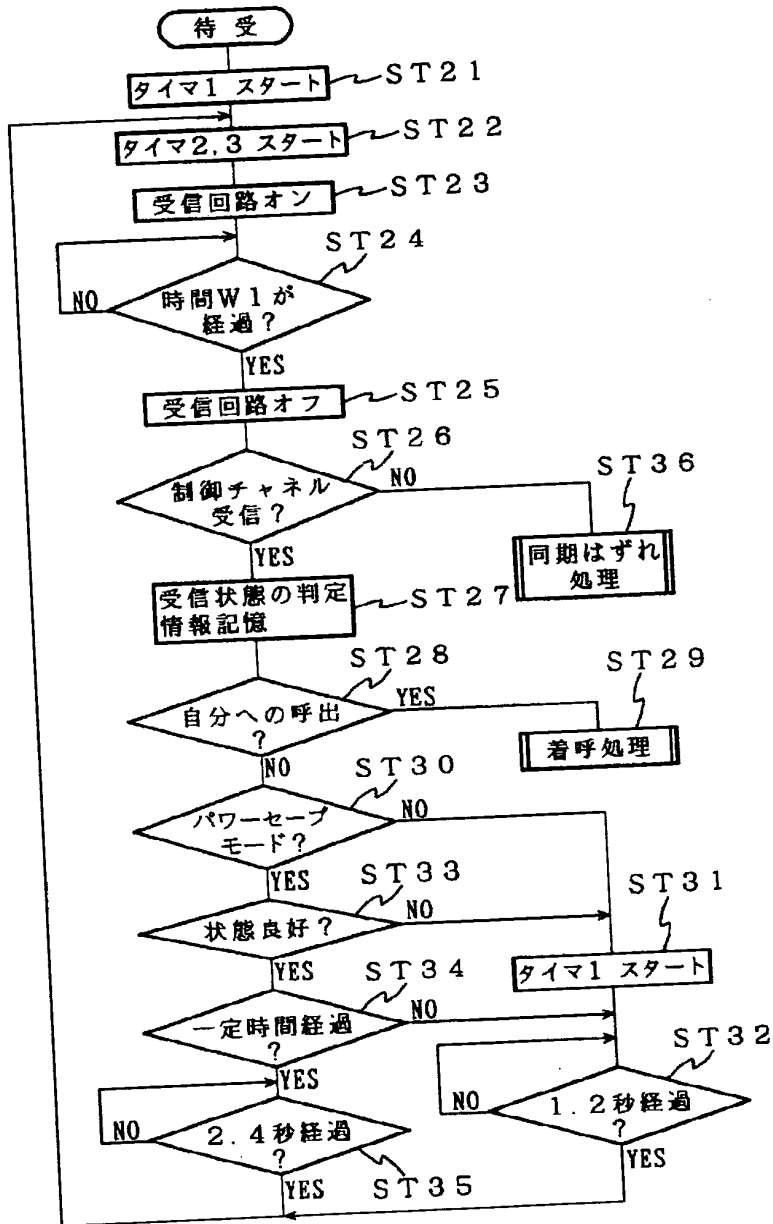 待受
タイマ1 スタート
ST21
タイマ2,3 スタート
ST22
受信回路オン
ST23
ST24
時間W1が
経過?
NO
YES
受信回路オフ
ST25
ST26
制御チャネル
受信?
NO
YES
ST36
同期はずれ
処理
受信状態の判定
情報記憶
ST27
ST28
自分への呼出
?
YES
NO
ST29
着呼処理
ST30
パワーセーブ
モード?
NO
YES
ST33
状態良好?
NO
YES
ST31
タイマ1 スタート
ST34
一定時間経過
?
NO
YES
ST32
1.2秒経過
?
NO
YES
2.4秒経過
?
NO
YES
ST35